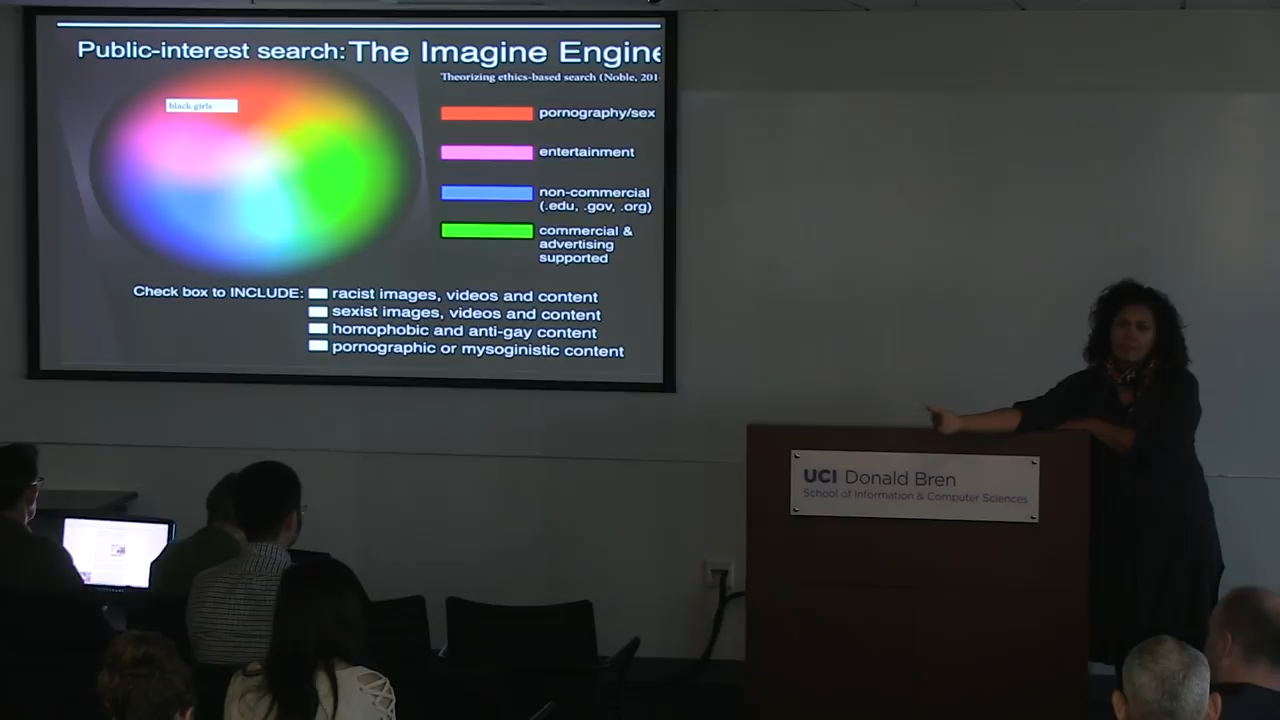 Public-interest search: The Imagine Engine
Theorizing ethics-based search (Noble, 201
black girls
pornography/sex
entertainment
non-commercial
(.edu, .gov, .org)
commercial &
advertising
supported
Check box to INCLUDE:
racist images, videos and content
sexist images, videos and content
homophobic and anti-gay content
pornographic or mysoginistic content
UCI Donald Bren
School of Information & Computer Sciences